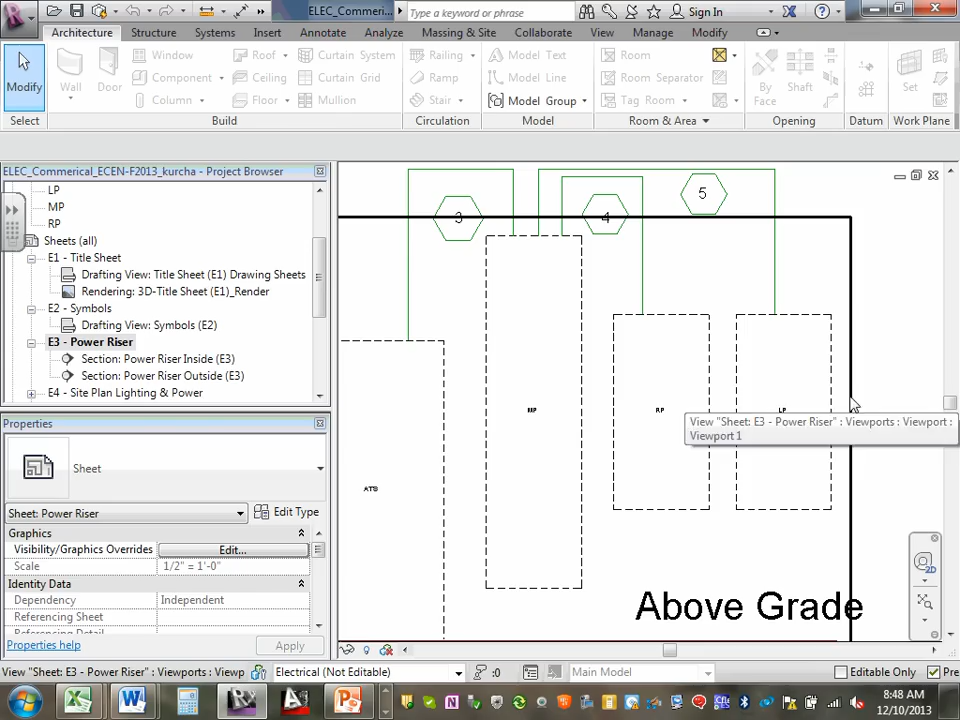 ELEC_Commeri...
Type a keyword or phrase
Sign In
Architecture Structure Systems Insert Annotate Analyze Massing & Site Collaborate View Manage Modify
Modify
Wall
Door
Window
Component
Column
Roof
Ceiling
Floor
Curtain System
Curtain Grid
Mullion
Railing
Ramp
Stair
Model Text
Model Line
Model Group
Room
Room Separator
Tag Room
By
Face
Shaft
Set
Select Build Circulation Model Room & Area Opening Datum Work Plane
ELEC_Commerical_ECEN-F2013_kurcha - Project Browser
LP
MP
RP
Sheets (all)
E1 - Title Sheet
Drafting View: Title Sheet (E1) Drawing Sheets
Rendering: 3D-Title Sheet (E1)_Render
E2 - Symbols
Drafting View: Symbols (E2)
E3 - Power Riser
Section: Power Riser Inside (E3)
Section: Power Riser Outside (E3)
E4 - Site Plan Lighting & Power
Properties
Sheet
Sheet: Power Riser
Edit Type
Graphics
Visibility/Graphics Overrides Edit...
Scale 1/2" = 1'-0"
Identity Data
Dependency Independent
Referencing Sheet
Referencing Detail
Properties help
Apply
3
4
5
ATS
MP
RP
LP
View "Sheet: E3 - Power Riser" : Viewports : Viewport :
Viewport 1
Above Grade
2D
View "Sheet: E3 - Power Riser" : Viewports : Viewp
Electrical (Not Editable)
:0
Main Model
Editable Only
Pre
8:48 AM
12/10/2013